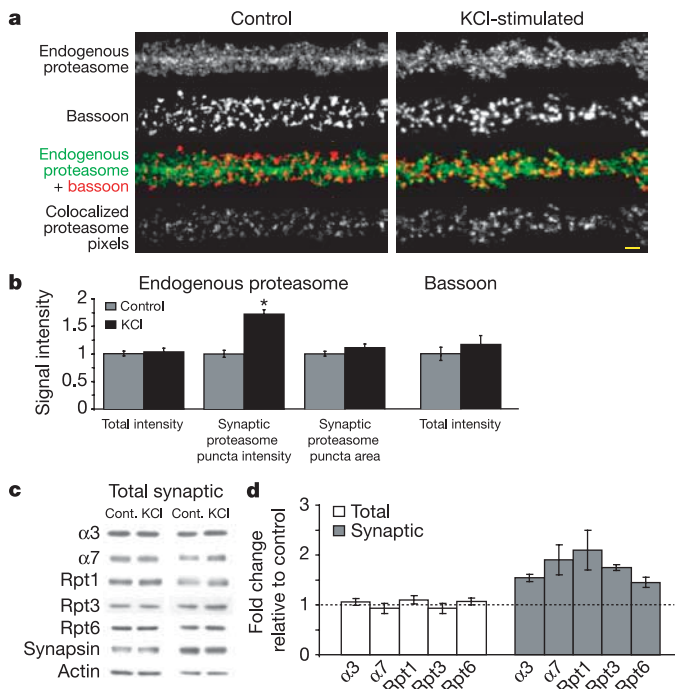 a
Control KCl-stimulated
Endogenous
proteasome
Bassoon
Endogenous
proteasome
+ bassoon
Colocalized
proteasome
pixels
b
Endogenous proteasome Bassoon
Signal intensity
2
1.5
1
0.5
0
Control
KCl
*
Total intensity
Synaptic
proteasome
puncta intensity
Synaptic
proteasome
puncta area
Total intensity
c
Total synaptic
Cont. KCl Cont. KCl
α3
α7
Rpt1
Rpt3
Rpt6
Synapsin
Actin
d
Fold change
relative to control
3
2
1
0
Total
Synaptic
α3 α7 Rpt1 Rpt3 Rpt6 α3 α7 Rpt1 Rpt3 Rpt6